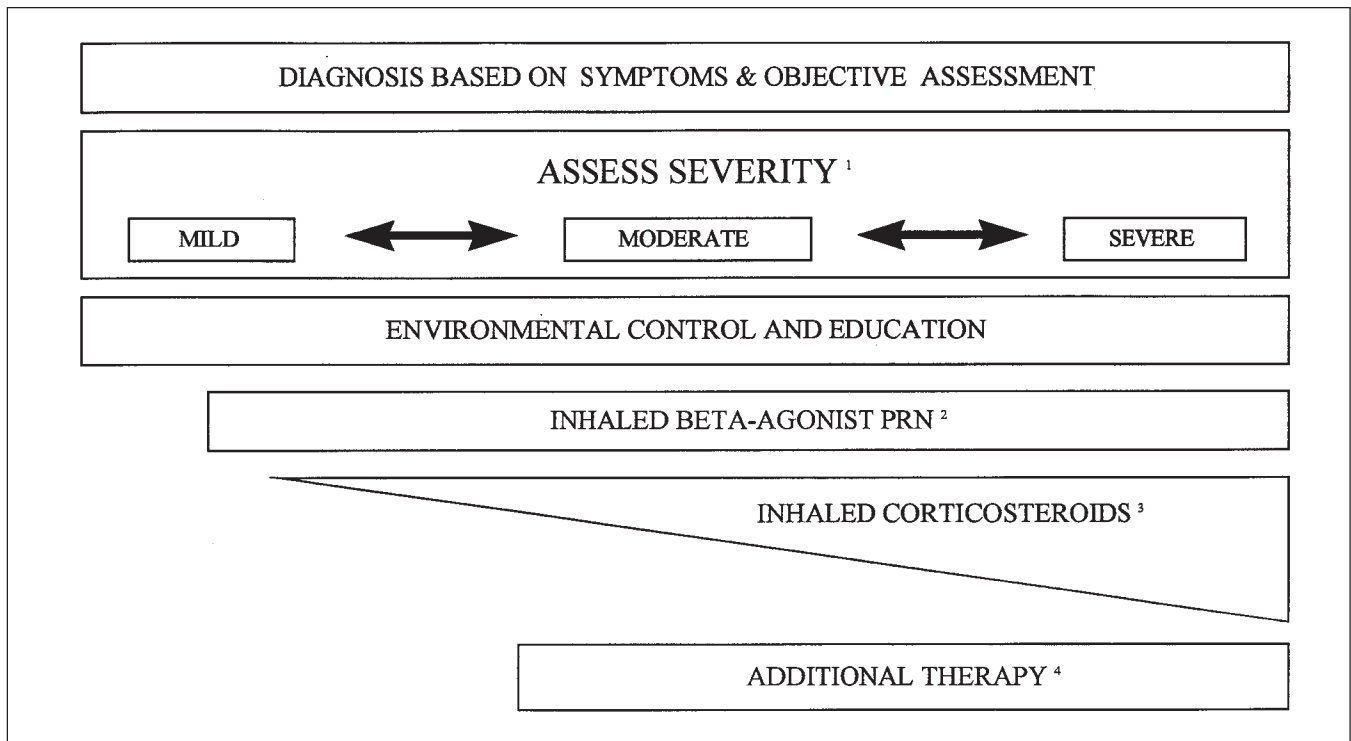 DIAGNOSIS BASED ON SYMPTOMS & OBJECTIVE ASSESSMENT
ASSESS SEVERITY ¹
MILD
MODERATE
SEVERE
ENVIRONMENTAL CONTROL AND EDUCATION
INHALED BETA-AGONIST PRN ²
INHALED CORTICOSTEROIDS ³
ADDITIONAL THERAPY ⁴